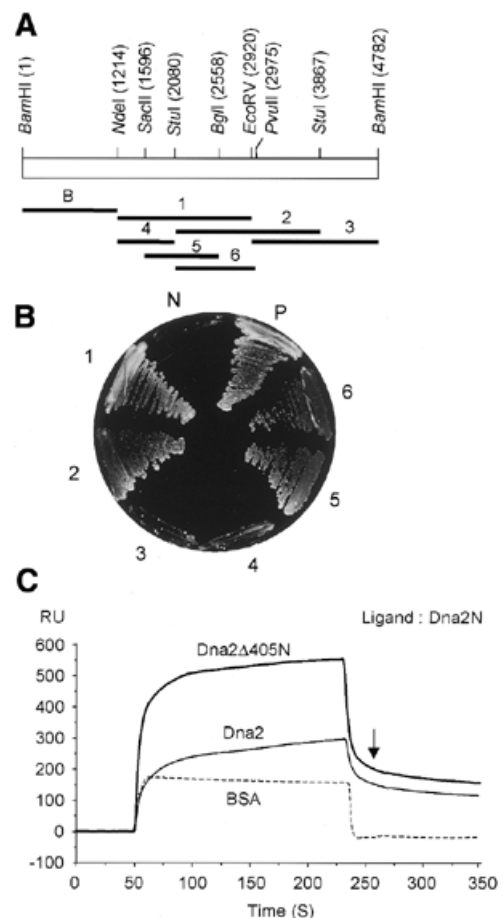 A
BamHI (1)
NdeI (1214)
SacII (1596)
StuI (2080)
BglI (2558)
EcoRV (2920)
PvuII (2975)
StuI (3867)
BamHI (4782)
B
1
2
4
3
5
6
B
N
P
1
6
2
5
3
4
C
RU
Ligand : Dna2N
600
Dna2Δ405N
500
400
300
Dna2
200
100
BSA
0
-100
0
50
100
150
200
250
300
350
Time (S)